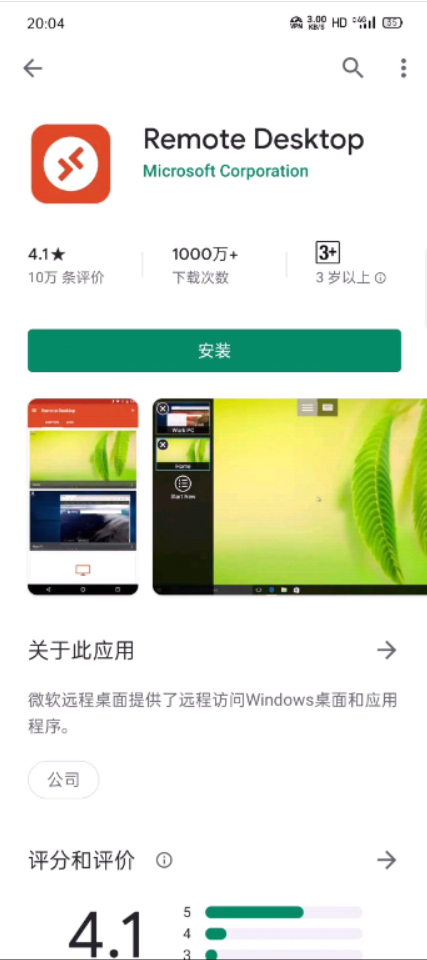 20:04
VPN 3.00 KB/S HD 4G 35
Remote Desktop
Microsoft Corporation
4.1★ 1000万+ 3+
10万 条评价 下载次数 3 岁以上
安装
Remote Desktop
Work PC
Home
Start New
关于此应用
微软远程桌面提供了远程访问Windows桌面和应用
程序。
公司
评分和评价
4.1
5
4
3